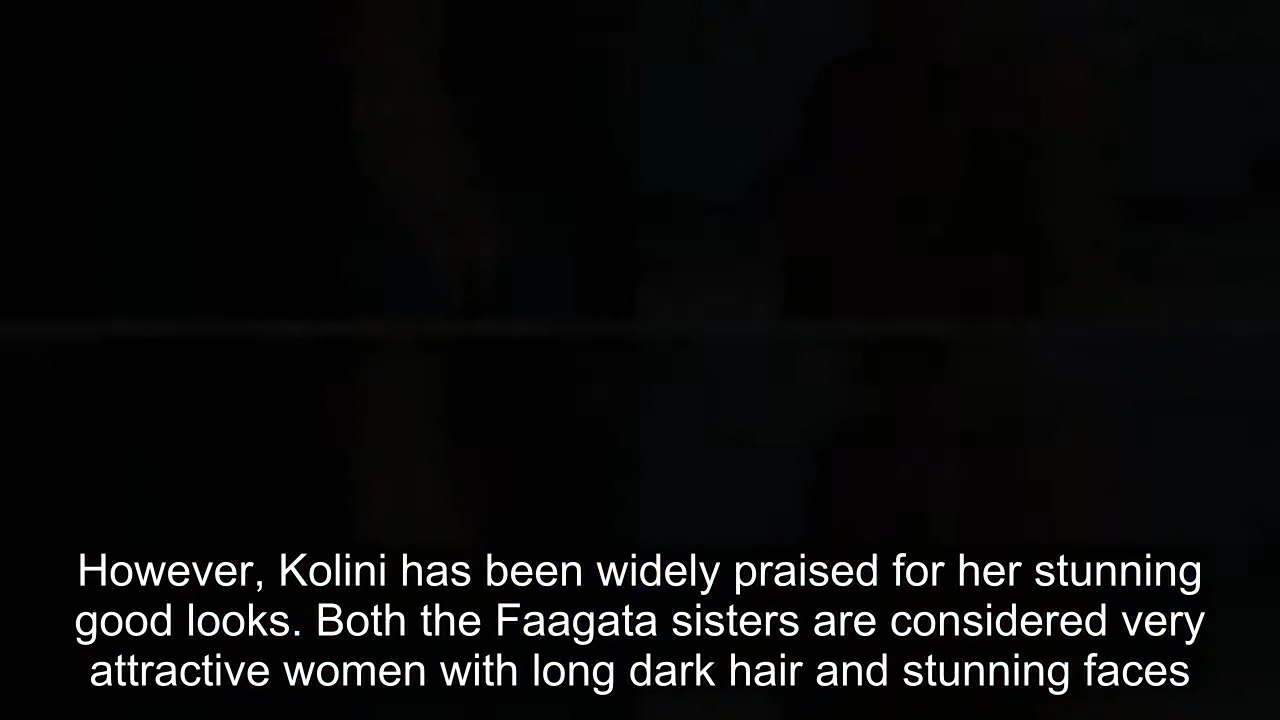 However, Kolini has been widely praised for her stunning
good looks. Both the Faagata sisters are considered very
attractive women with long dark hair and stunning faces